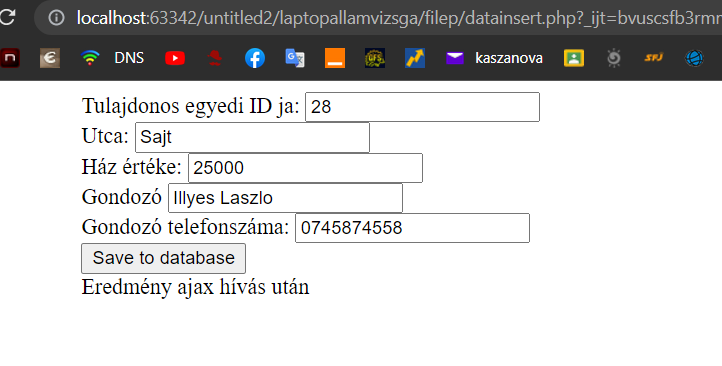 localhost:63342/untitled2/laptopallamvizsga/filep/datainsert.php?_ijt=bvuscsfb3rmr
DNS kaszanova
Tulajdonos egyedi ID ja: 28
Utca: Sajt
Ház értéke: 25000
Gondozó Illyes Laszlo
Gondozó telefonszáma: 0745874558
Save to database
Eredmény ajax hívás után